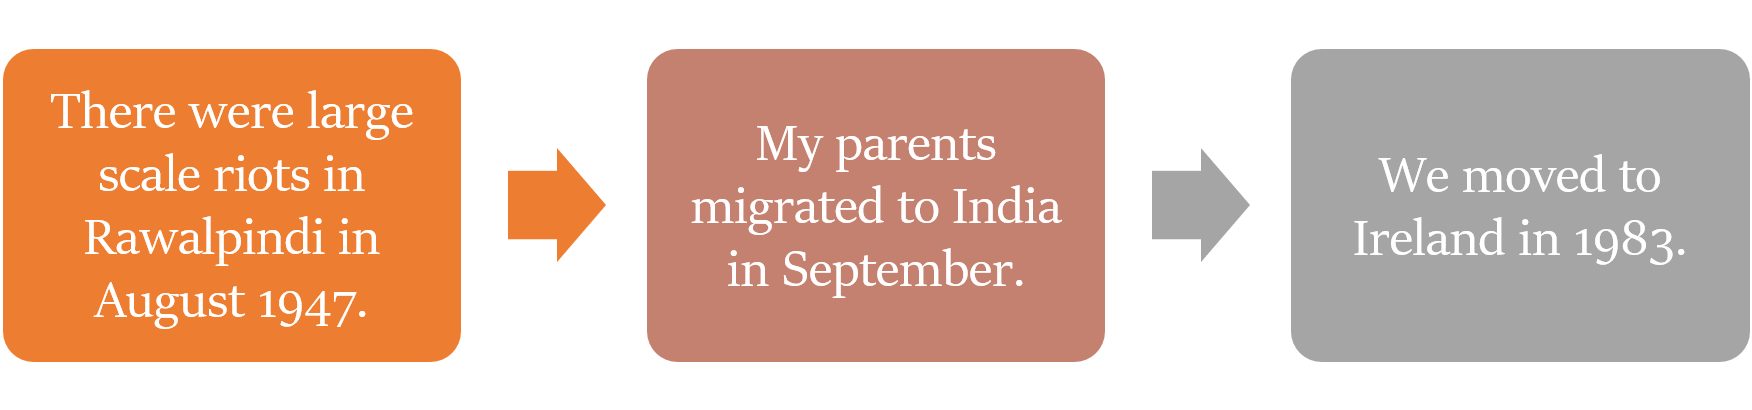 There were large
scale riots in
Rawalpindi in
August 1947.
My parents
migrated to India
in September.
We moved to
Ireland in 1983.